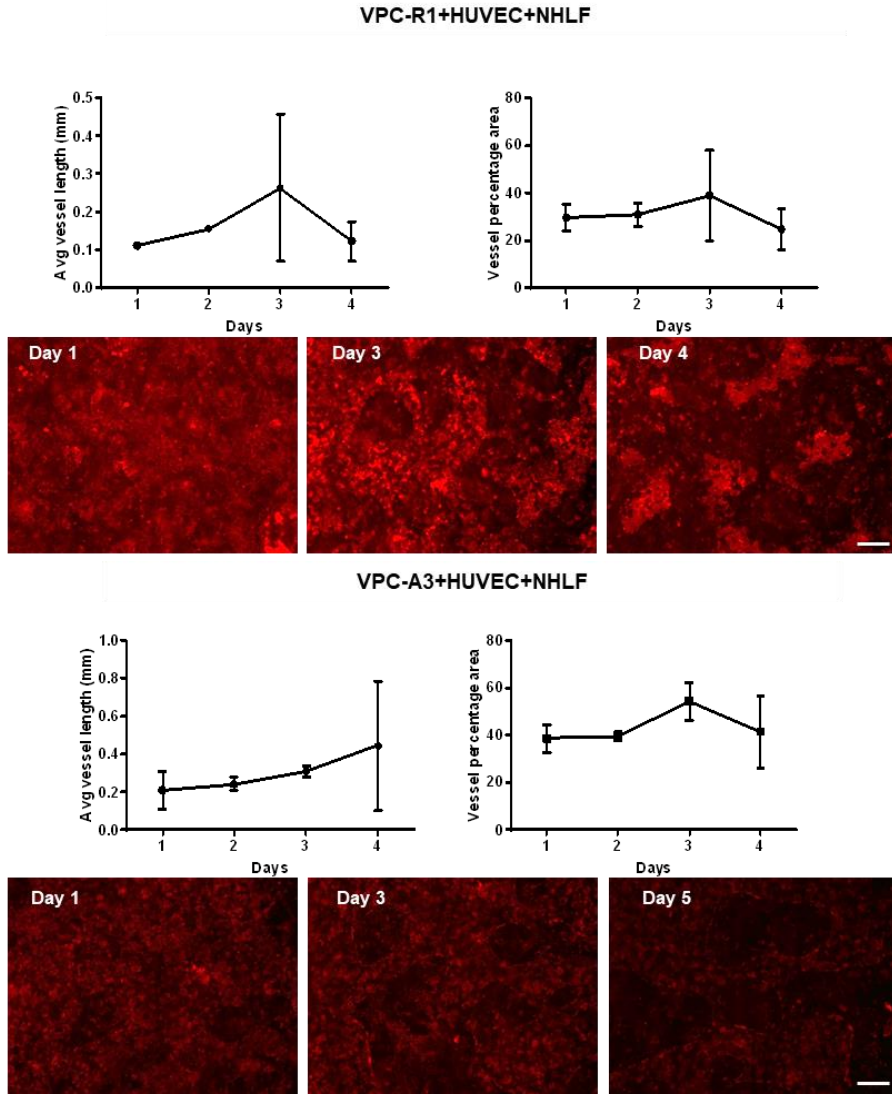 VPC-R1+HUVEC+NHLF
Avg vessel length (mm)
0.5
0.4
0.3
0.2
0.1
0.0
1 2 3 4
Days
Vessel percentage area
80
60
40
20
0
1 2 3 4
Days
Day 1
Day 3
Day 4
VPC-A3+HUVEC+NHLF
Avg vessel length (mm)
1.0
0.8
0.6
0.4
0.2
0.0
1 2 3 4
Days
Vessel percentage area
80
60
40
20
0
1 2 3 4
Days
Day 1
Day 3
Day 5